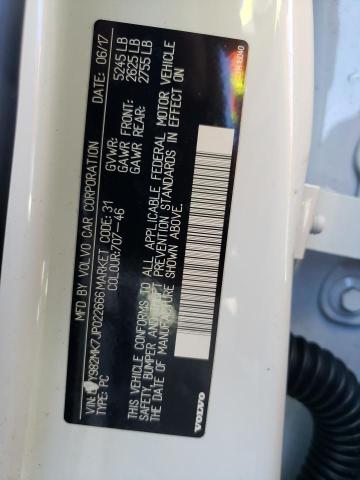 MFD BY VOLVO CAR CORPORATION DATE: 06/17
VIN: Y982MK7JP022666 MARKET CODE: 31 GVWR: 5245 LB
TYPE: PC COLOUR: 707-46 GAWR FRONT: 2625 LB
GAWR REAR: 2755 LB
THIS VEHICLE CONFORMS TO ALL APPLICABLE FEDERAL MOTOR VEHICLE
SAFETY, BUMPER AND THEFT PREVENTION STANDARDS IN EFFECT ON
DATE OF MANUFACTURE SHOWN ABOVE.
VOLVO